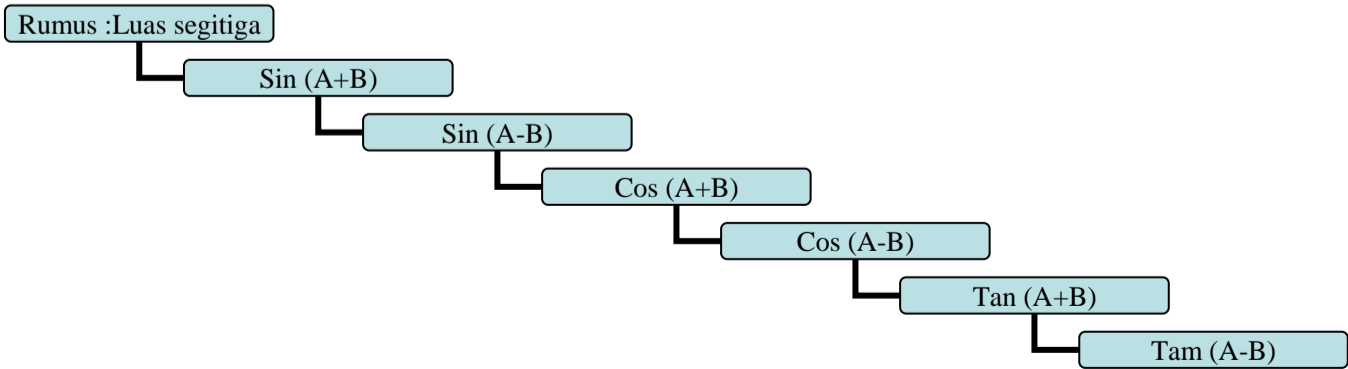 Rumus :Luas segitiga
Sin (A+B)
Sin (A-B)
Cos (A+B)
Cos (A-B)
Tan (A+B)
Tam (A-B)